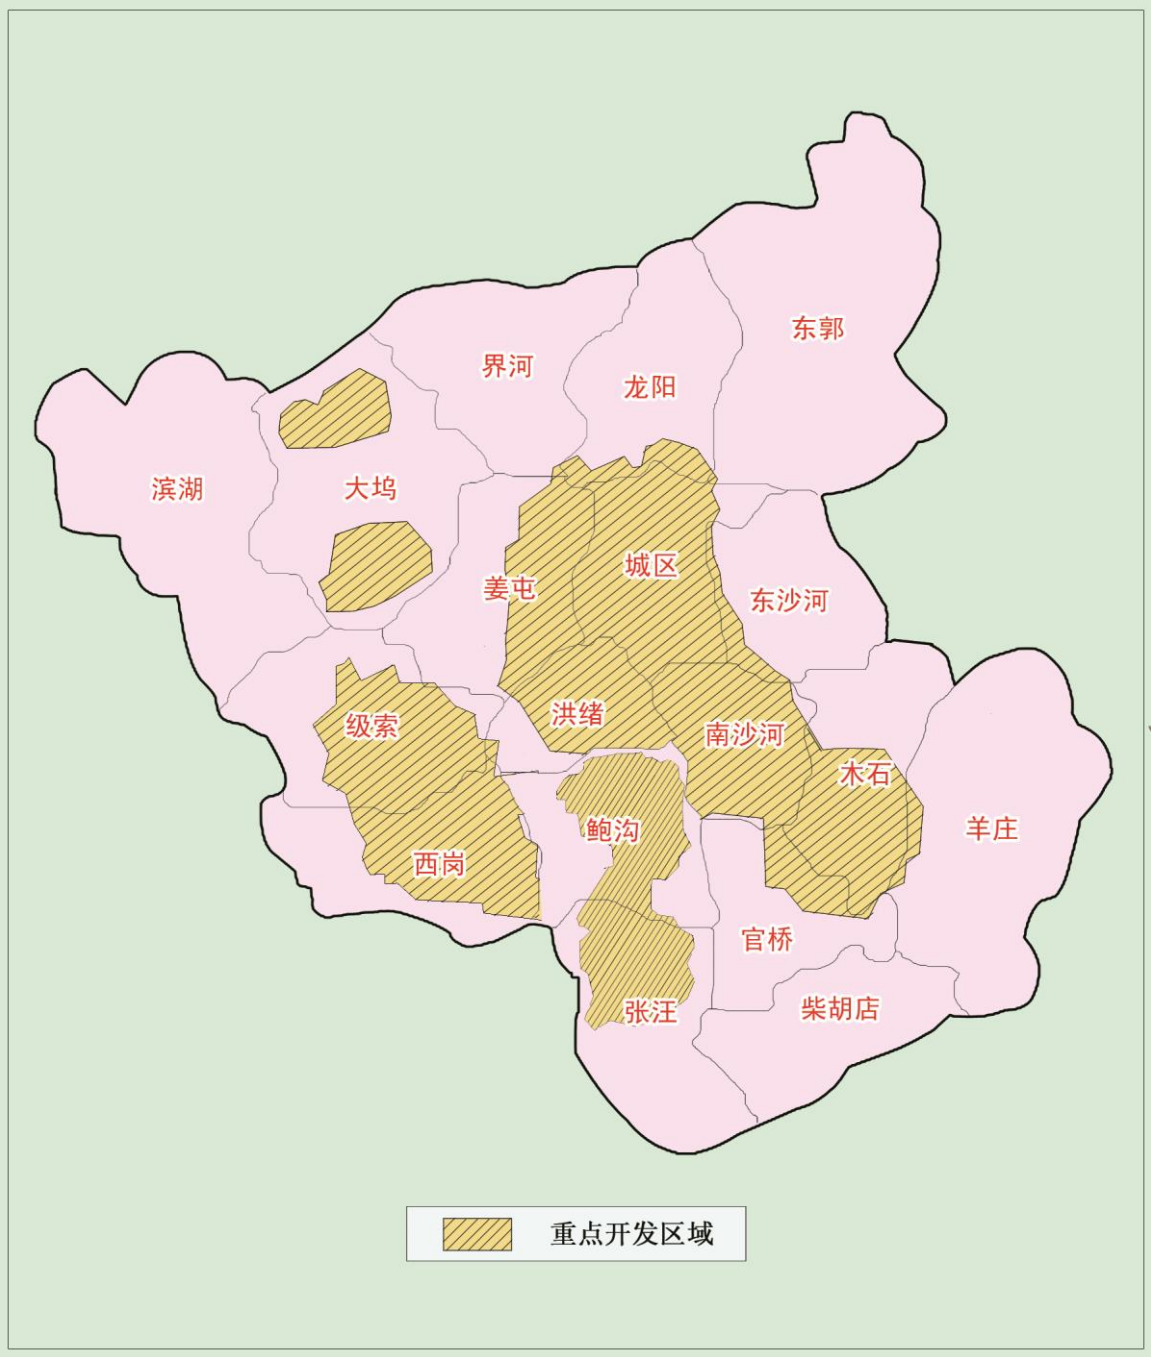 东郭
界河
龙阳
滨湖
大坞
城区
姜屯
东沙河
洪绪
级索
南沙河
木石
鲍沟
羊庄
西岗
官桥
柴胡店
张汪
重点开发区域